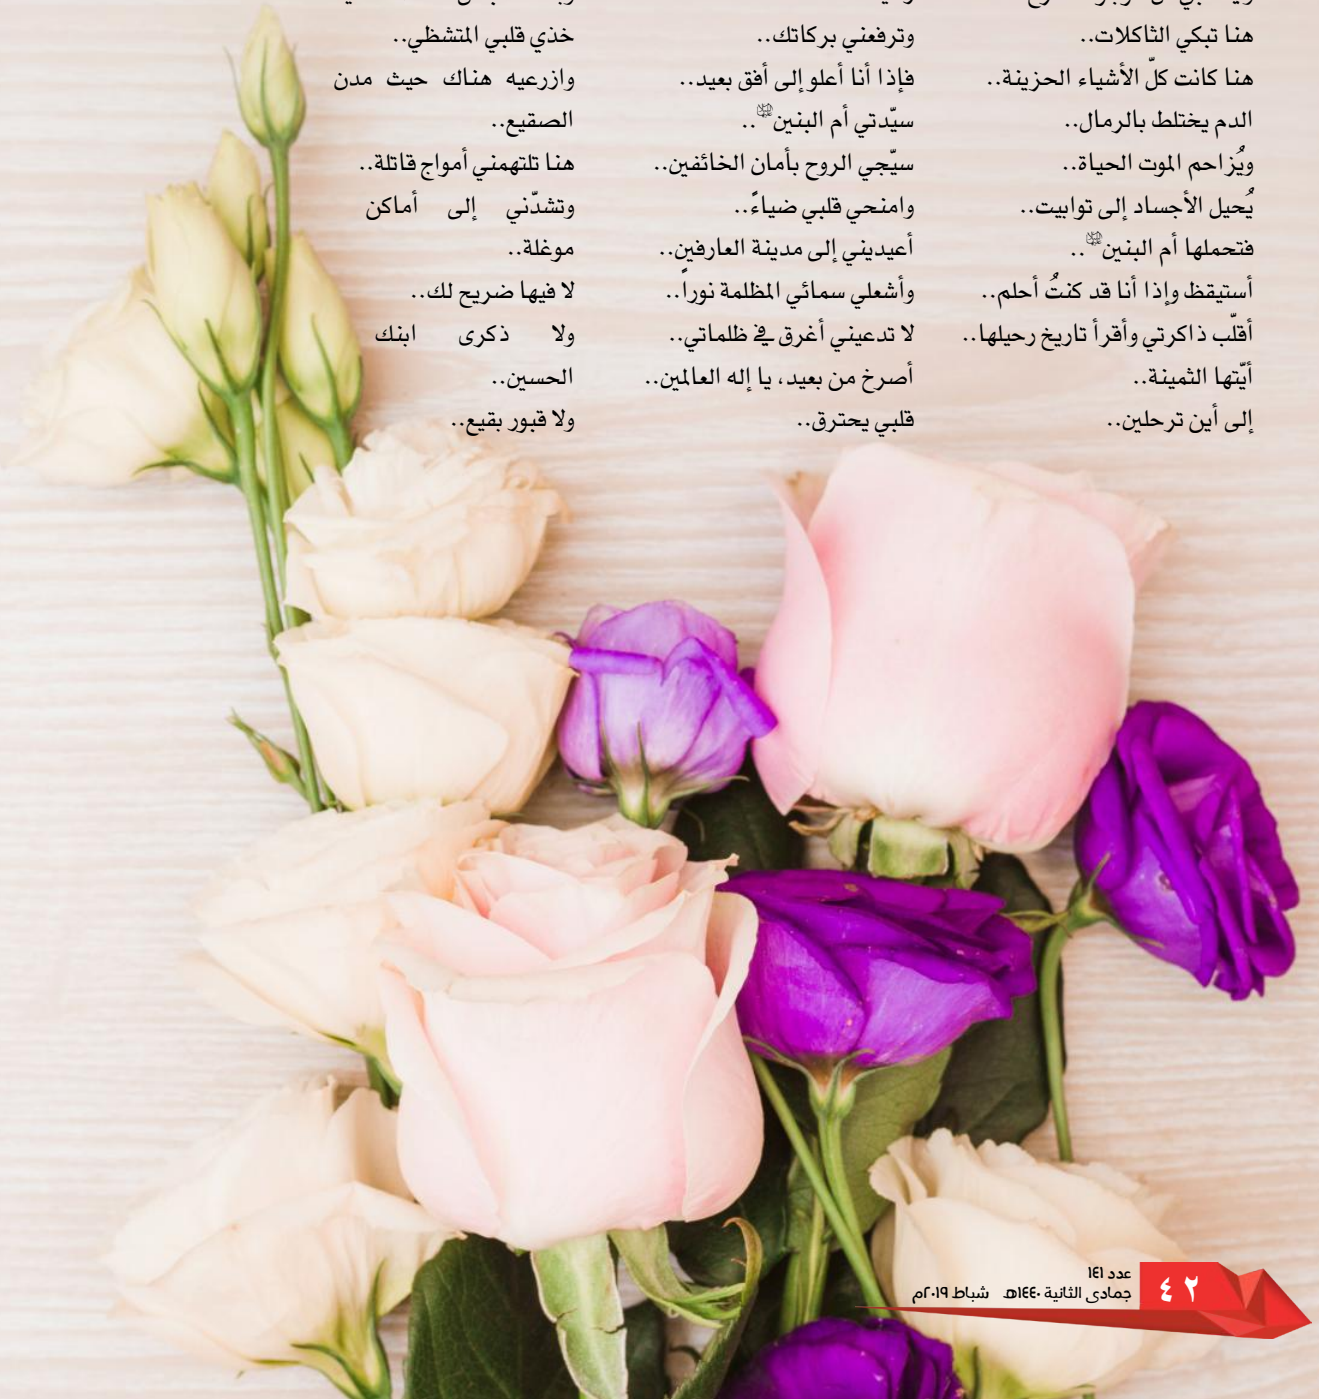 هنا تبكي الثاكلات..
هنا كانت كلّ الأشياء الحزينة..
الدم يختلط بالرمال..
ويُزاحم الموت الحياة..
يُحيل الأجساد إلى توابيت..
فتحملها أم البنين..
أستيقظ وإذا أنا قد كنتُ أحلم..
أقلّب ذاكرتي وأقرأ تاريخ رحيلها..
أيّتها الثمينة..
إلى أين ترحلين..
وترفعني بركاتك..
فإذا أنا أعلو إلى أفق بعيد..
سيّدتي أم البنين..
سيّجي الروح بأمان الخائفين..
وامنحي قلبي ضياءً..
أعيديني إلى مدينة العارفين..
وأشعلي سمائي المظلمة نوراً..
لا تدعيني أغرق في ظلماتي..
أصرخ من بعيد، يا إله العالمين..
قلبي يحترق..
خذي قلبي المتشظي..
وازرعيه هناك حيث مدن
الصقيع..
هنا تلتهمني أمواج قاتلة..
وتشدّني إلى أماكن
موغلة..
لا فيها ضريح لك..
ولا ذكرى ابنك
الحسين..
ولا قبور بقيع..
عدد ١٤١
جمادى الثانية ١٤٤٠هـ شباط ٢٠١٩م
٤٢